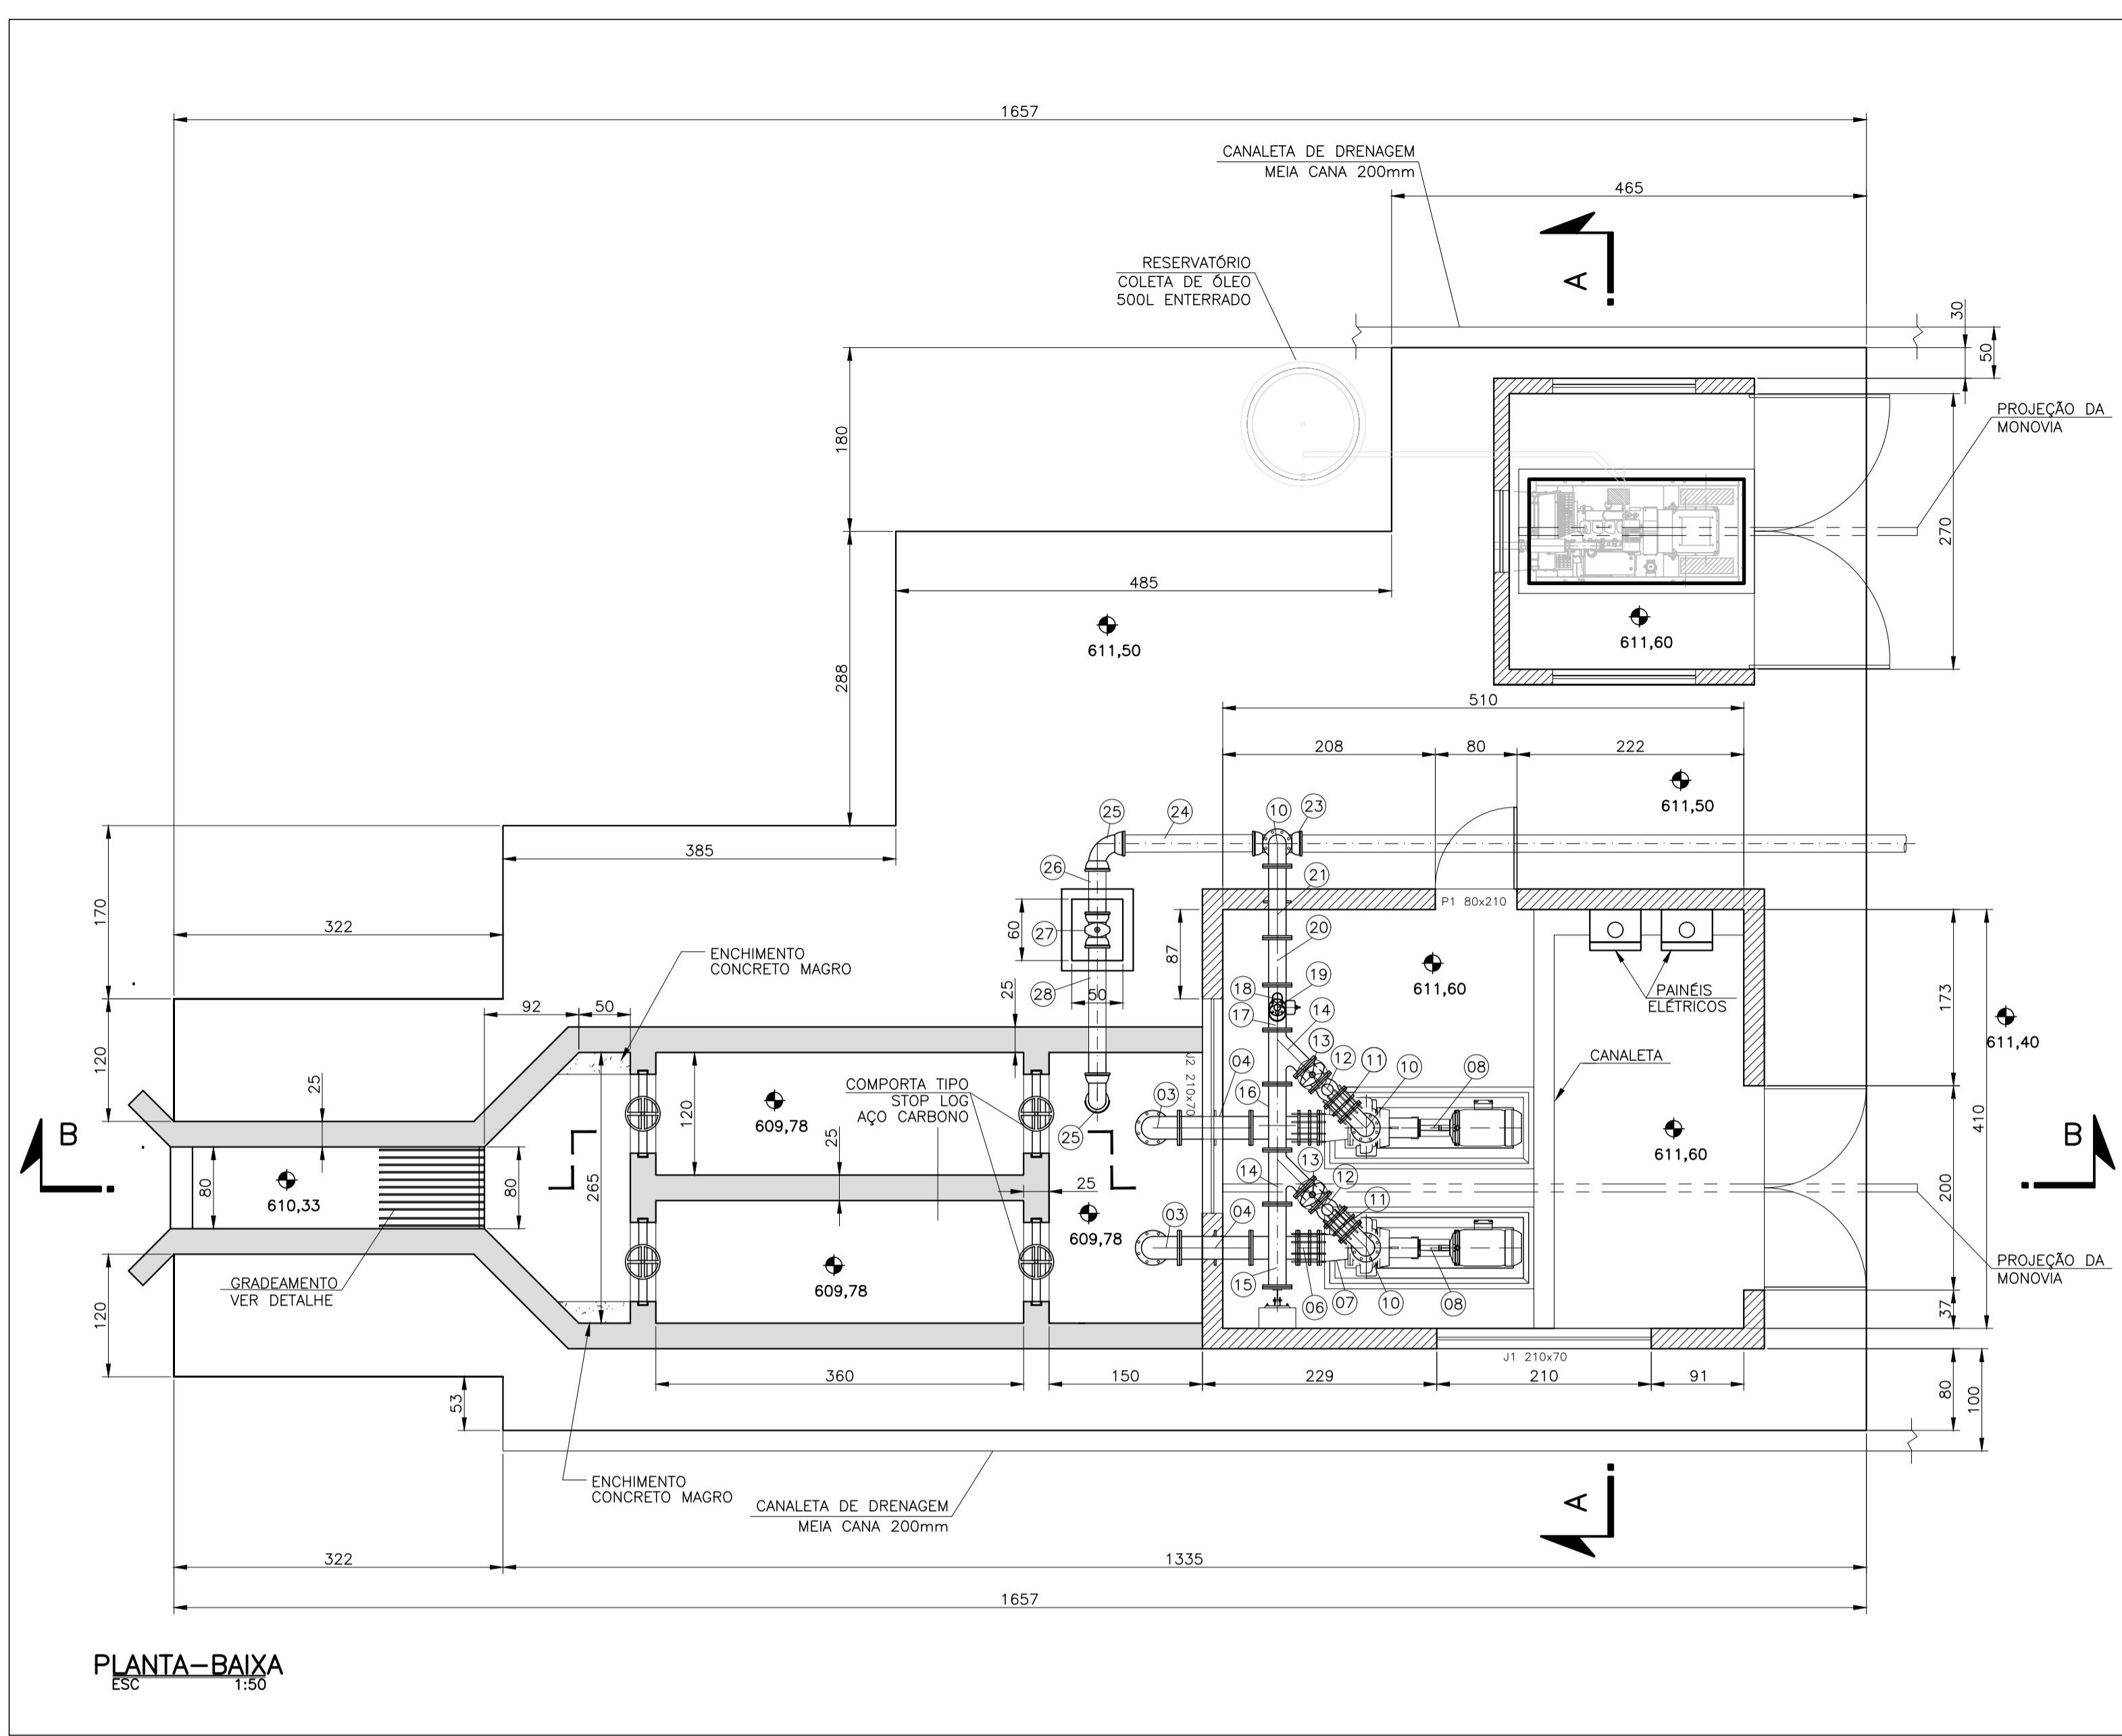 1657
CANALETA DE DRENAGEM
MEIA CANA 200mm
465
A
RESERVATÓRIO
COLETA DE ÓLEO
500L ENTERRADO
30
50
PROJEÇÃO DA
MONOVIA
180
270
485
611,50
611,60
288
510
208
80
222
611,50
25
24
10
23
385
26
21
P1 80x210
170
322
60
27
20
87
ENCHIMENTO
CONCRETO MAGRO
611,60
18
19
28
50
25
PAINÉIS
ELÉTRICOS
173
92
50
17
14
611,40
120
25
COMPORTA TIPO
STOP LOG
AÇO CARBONO
J2 210x70
04
13
12
11
10
08
CANALETA
410
03
16
120
609,78
B
25
611,60
B
80
610,33
80
265
25
25
14
13
12
200
03
04
11
609,78
GRADEAMENTO
VER DETALHE
609,78
15
06
07
10
08
PROJEÇÃO DA
MONOVIA
37
120
J1 210x70
360
150
229
210
91
53
80
100
ENCHIMENTO
CONCRETO MAGRO
CANALETA DE DRENAGEM
MEIA CANA 200mm
A
322
1335
1657
PLANTA-BAIXA
ESC 1:50